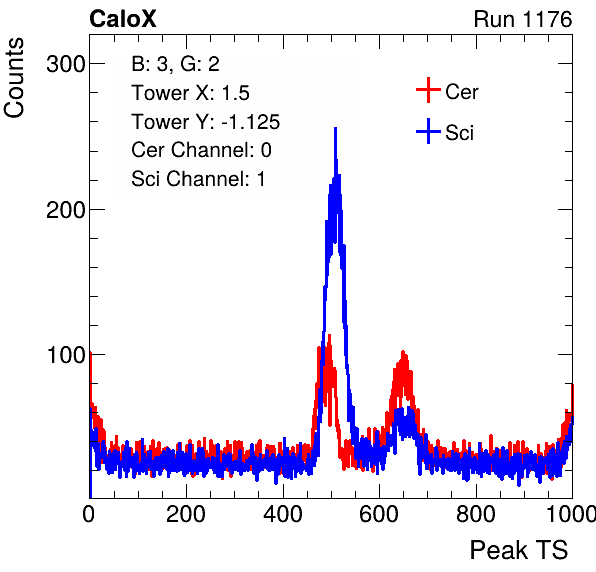 CaloX Run 1176
Counts
300
200
100
B: 3, G: 2
Tower X: 1.5
Tower Y: -1.125
Cer Channel: 0
Sci Channel: 1
Cer
Sci
0 200 400 600 800 1000
Peak TS